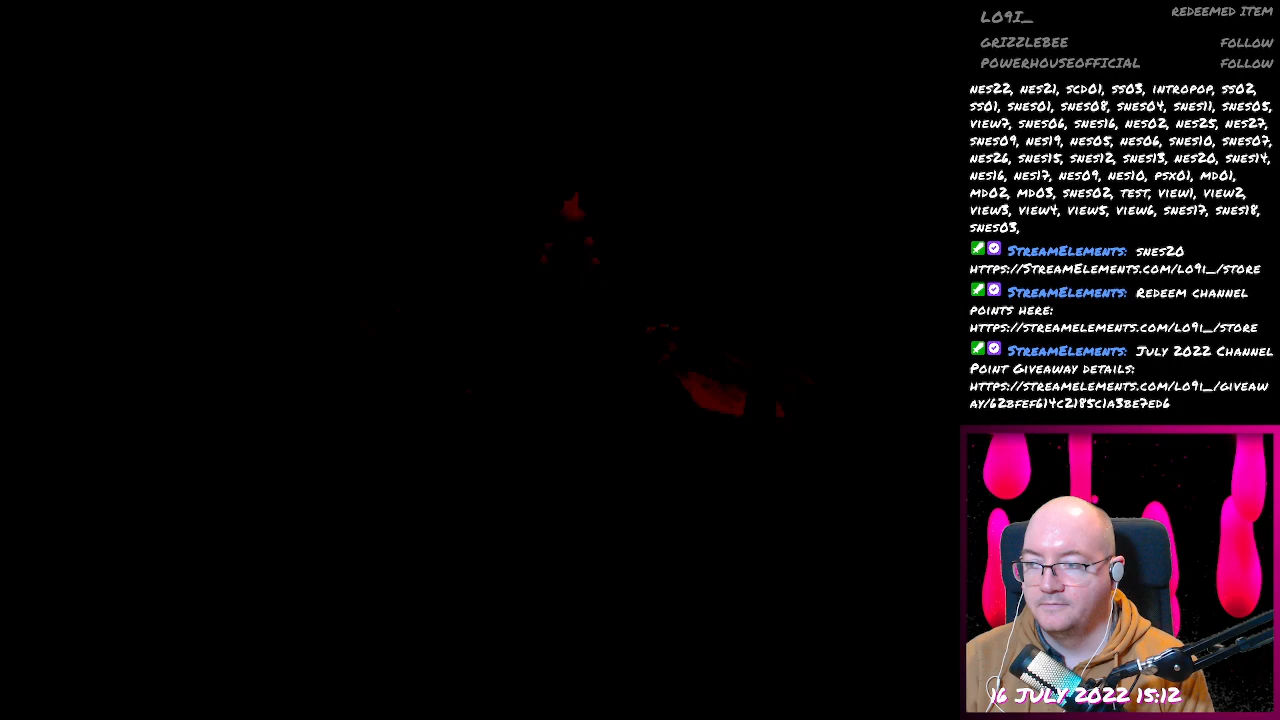 LO9I_ REDEEMED ITEM
GRIZZLEBEE FOLLOW
POWERHOUSEOFFICIAL FOLLOW
NES22, NES21, SCD01, SS03, INTROPOP, SS02,
SS01, SNES01, SNES08, SNES04, SNES11, SNES05,
VIEW7, SNES06, SNES16, NES02, NES25, NES27,
SNES09, NES19, NES05, NES06, SNES10, SNES07,
NES26, SNES15, SNES12, SNES13, NES20, SNES14,
NES16, NES17, NES09, NES10, PSX01, MD01,
MD02, MD03, SNES02, TEST, VIEW1, VIEW2,
VIEW3, VIEW4, VIEW5, VIEW6, SNES17, SNES18,
SNES03,
STREAMELEMENTS: SNES20
HTTPS://STREAMELEMENTS.COM/LO9I_/STORE
STREAMELEMENTS: REDEEM CHANNEL
POINTS HERE:
HTTPS://STREAMELEMENTS.COM/LO9I_/STORE
STREAMELEMENTS: JULY 2022 CHANNEL
POINT GIVEAWAY DETAILS:
HTTPS://STREAMELEMENTS.COM/LO9I_/GIVEAW
AY/62BFEF614C2185C1A3BE7ED6
16 JULY 2022 15:12